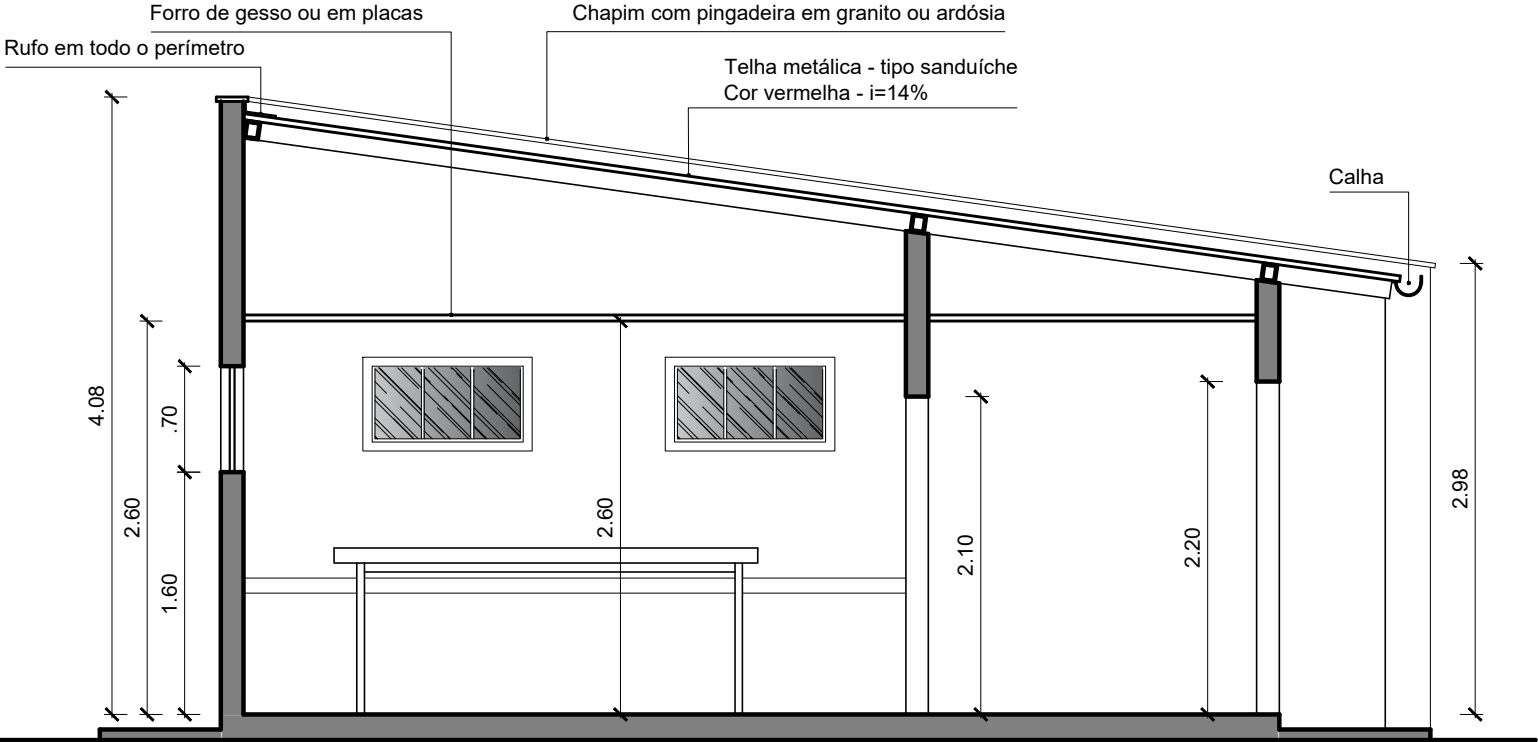 Forro de gesso ou em placas
Chapim com pingadeira em granito ou ardósia
Rufo em todo o perímetro
Telha metálica - tipo sanduíche
Cor vermelha - i=14%
Calha
4.08
2.60
.70
1.60
2.60
2.10
2.20
2.98